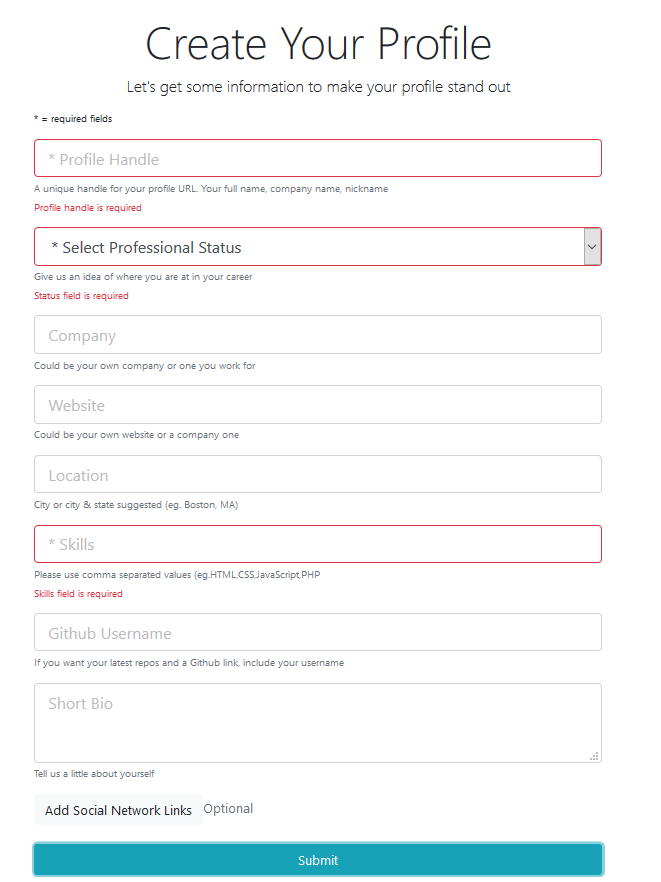 Create Your Profile
Let's get some information to make your profile stand out
* = required fields
* Profile Handle
A unique handle for your profile URL. Your full name, company name, nickname
Profile handle is required
* Select Professional Status
Give us an idea of where you are at in your career
Status field is required
Company
Could be your own company or one you work for
Website
Could be your own website or a company one
Location
City or city & state suggested (eg. Boston, MA)
* Skills
Please use comma separated values (eg.HTML,CSS,JavaScript,PHP
Skills field is required
Github Username
If you want your latest repos and a Github link, include your username
Short Bio
Tell us a little about yourself
Add Social Network Links Optional
Submit